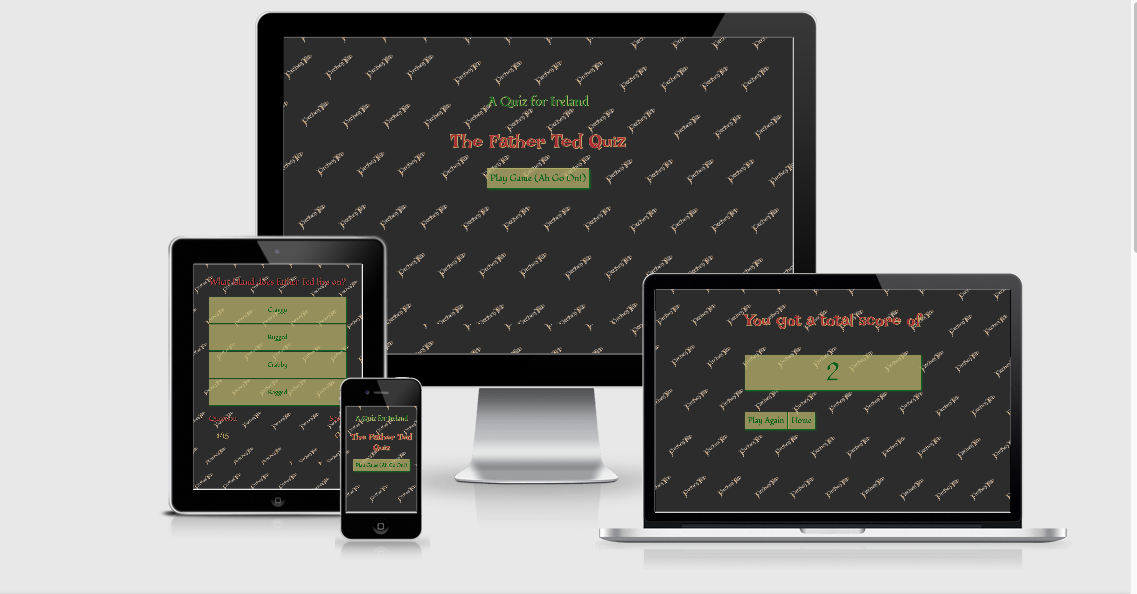 A Quiz for Ireland
The Father Ted Quiz
Play Game (Ah Go On!)
What island does Father Ted live on?
Craggy
Rugged
Crabby
Ragged
Question
1/15
A Quiz for Ireland
The Father Ted
Quiz
Play Game (Ah Go On!)
You got a total score of
2
Play Again
Home